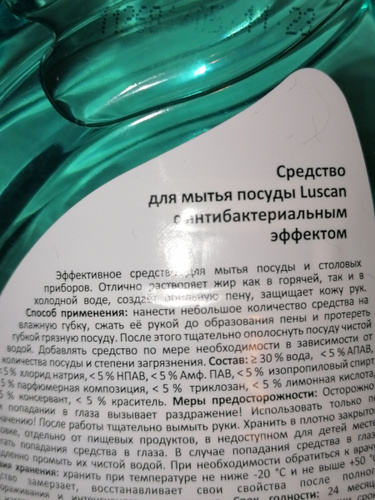 Средство
для мытья посуды Luscan
с антибактериальным
эффектом
Эффективное средство для мытья посуды и столовых
приборов. Отлично растворяет жир как в горячей, так и в
холодной воде, создаёт обильную пену, защищает кожу рук.
Способ применения: нанести небольшое количество средства на
влажную губку, сжать её рукой до образования пены и протереть
губкой грязную посуду. После этого тщательно ополоснуть посуду чистой
водой. Добавлять средство по мере необходимости в зависимости от
количества посуды и степени загрязнения. Состав: ≥ 30% вода, < 5% АПАВ,
< 5% хлорид натрия, < 5% НПАВ, < 5% Амф. ПАВ, < 5% изопропиловый спирт
5% парфюмерная композиция, < 5% триклозан, < 5% лимонная кислота,
5% консервант, < 5% краситель. Меры предосторожности: Осторожно
попадании в глаза вызывает раздражение! Использовать только п
После работы тщательно вымыть руки. Хранить в плотно закрыто
отдельно от пищевых продуктов, в недоступном для детей месте
попадания средства в глаза. В случае попадания средства в глаза
промыть их чистой водой. При необходимости обратиться к врач
хранения: хранить при температуре не ниже -20 °С и не выше +50 °
замерзает, восстанавливает свои свойства после
годности: 24 месяц